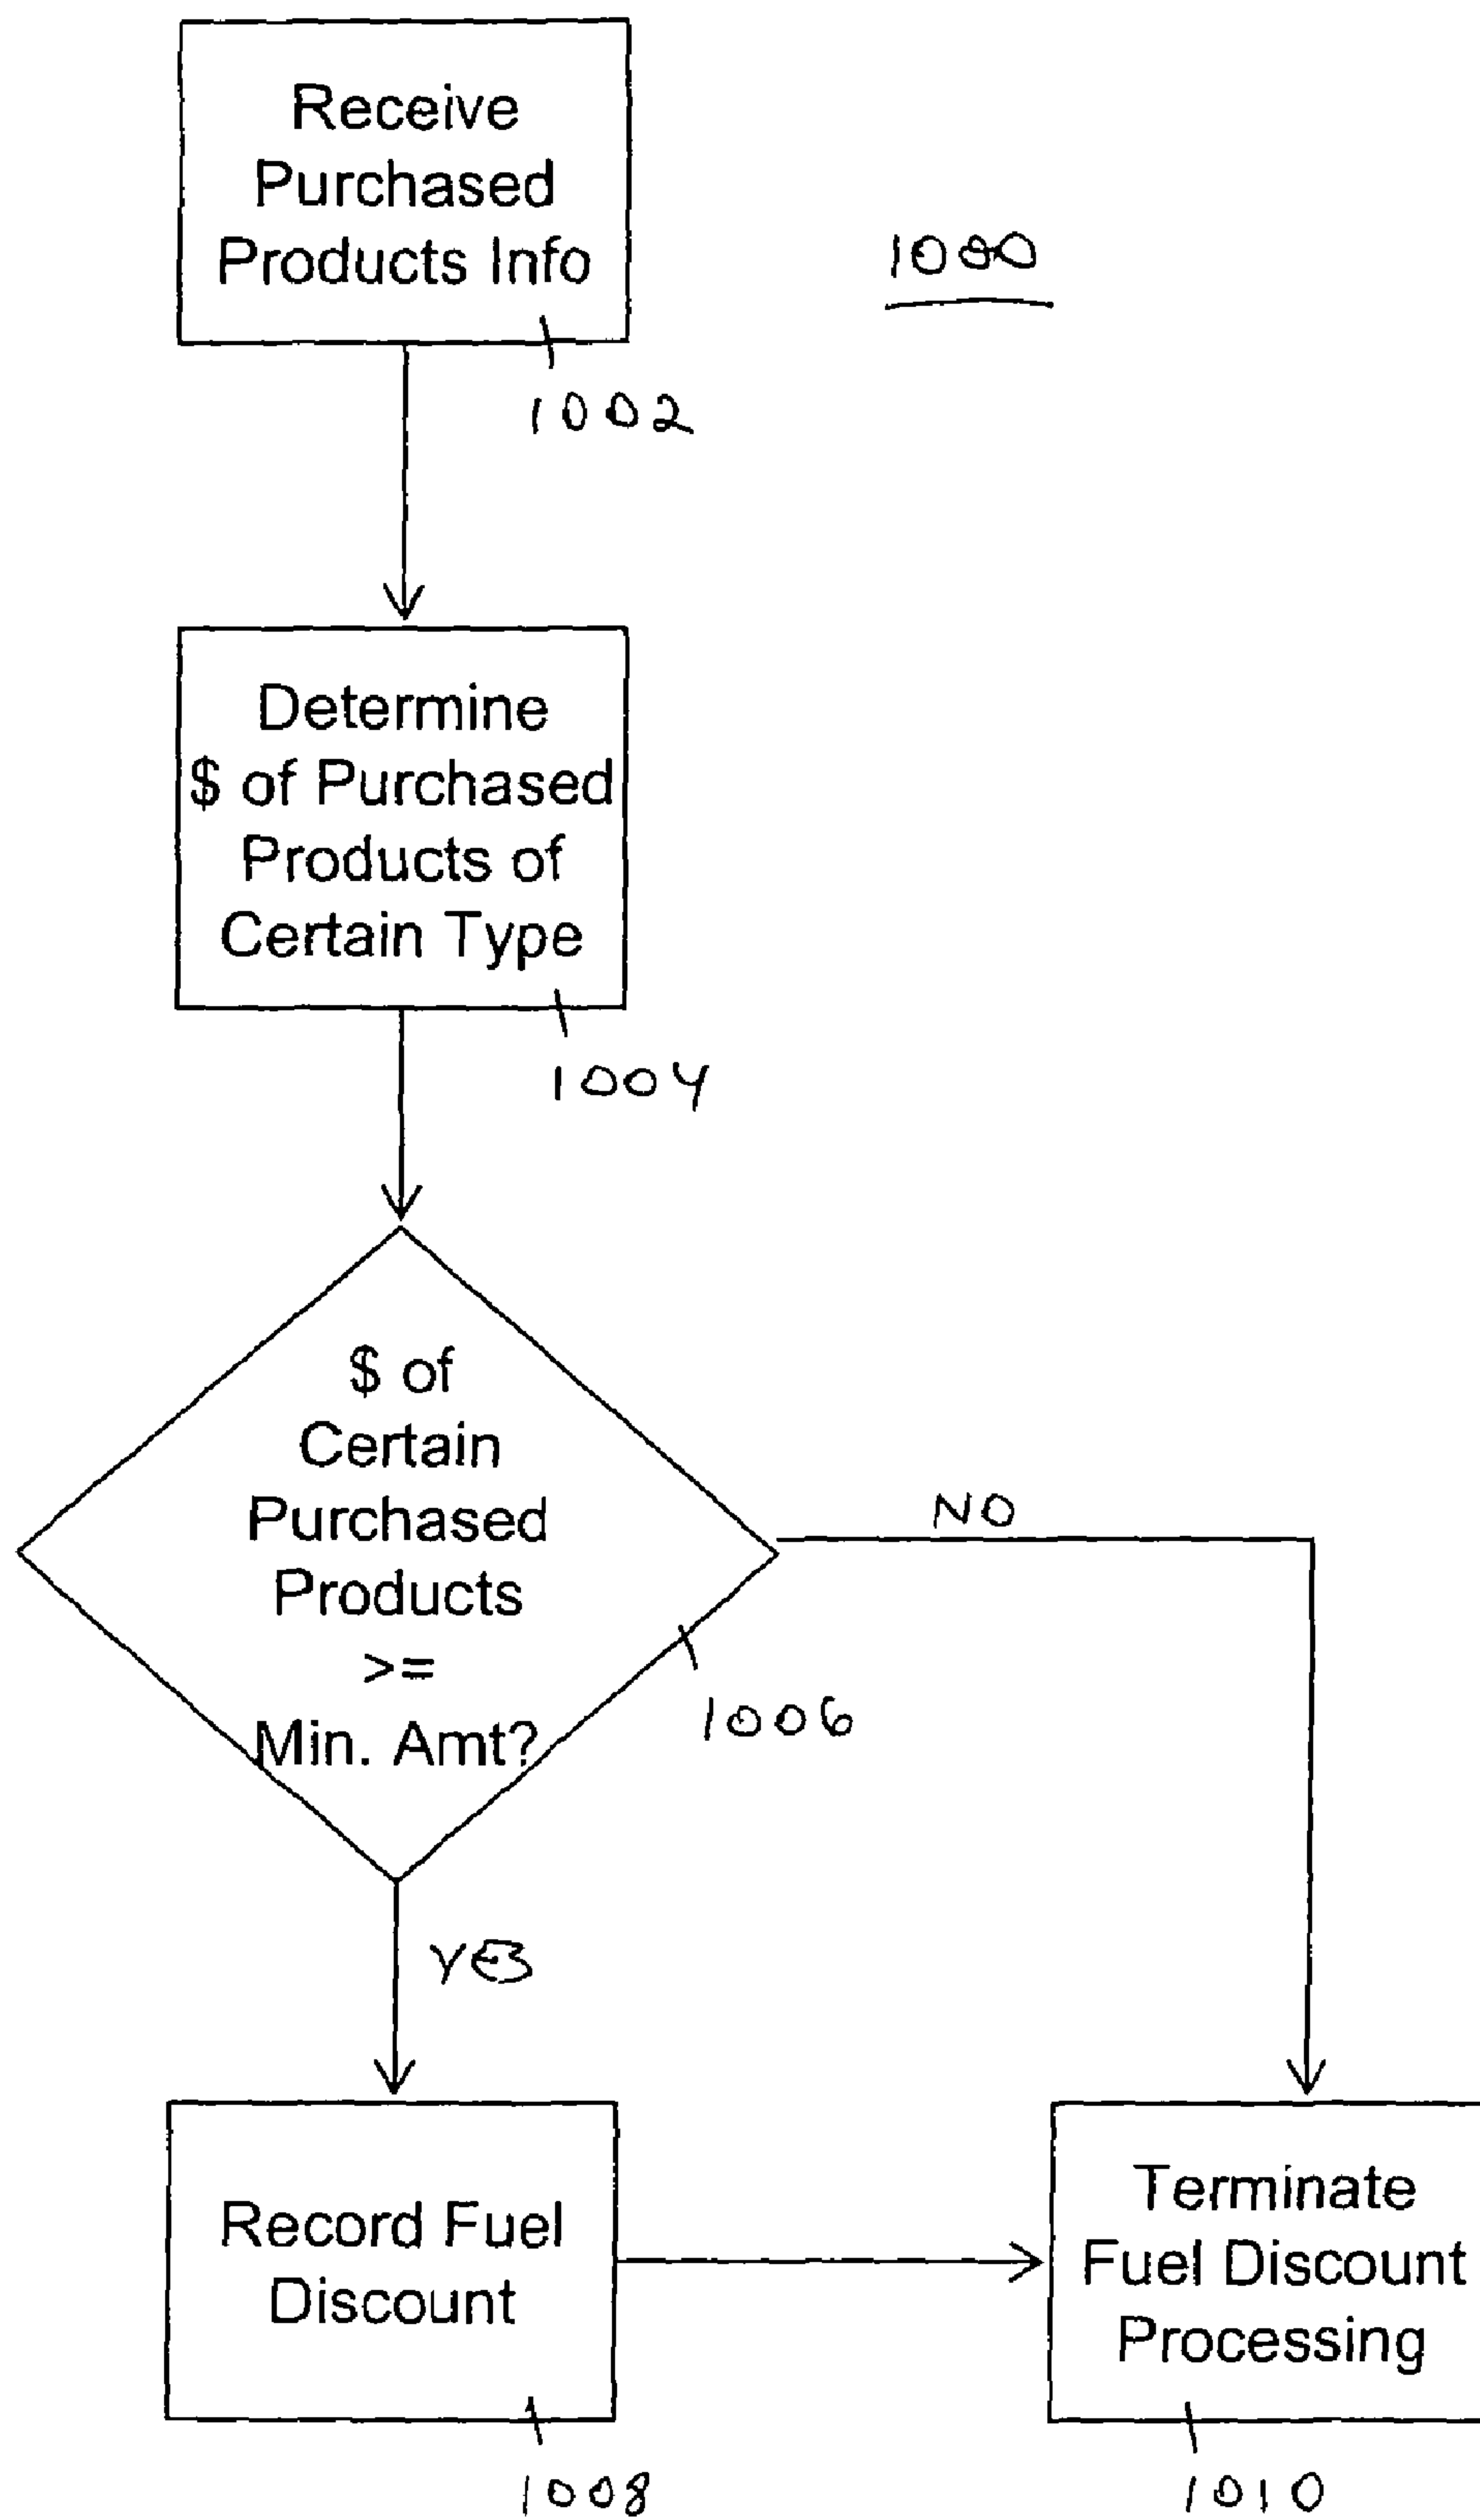 Receive
Purchased
Products Info
1000
1002
Determine
$ of Purchased
Products of
Certain Type
1004
$ of
Certain
Purchased
Products
>=
Min. Amt?
NO
1006
YES
Record Fuel
Discount
1008
Terminate
Fuel Discount
Processing
1010